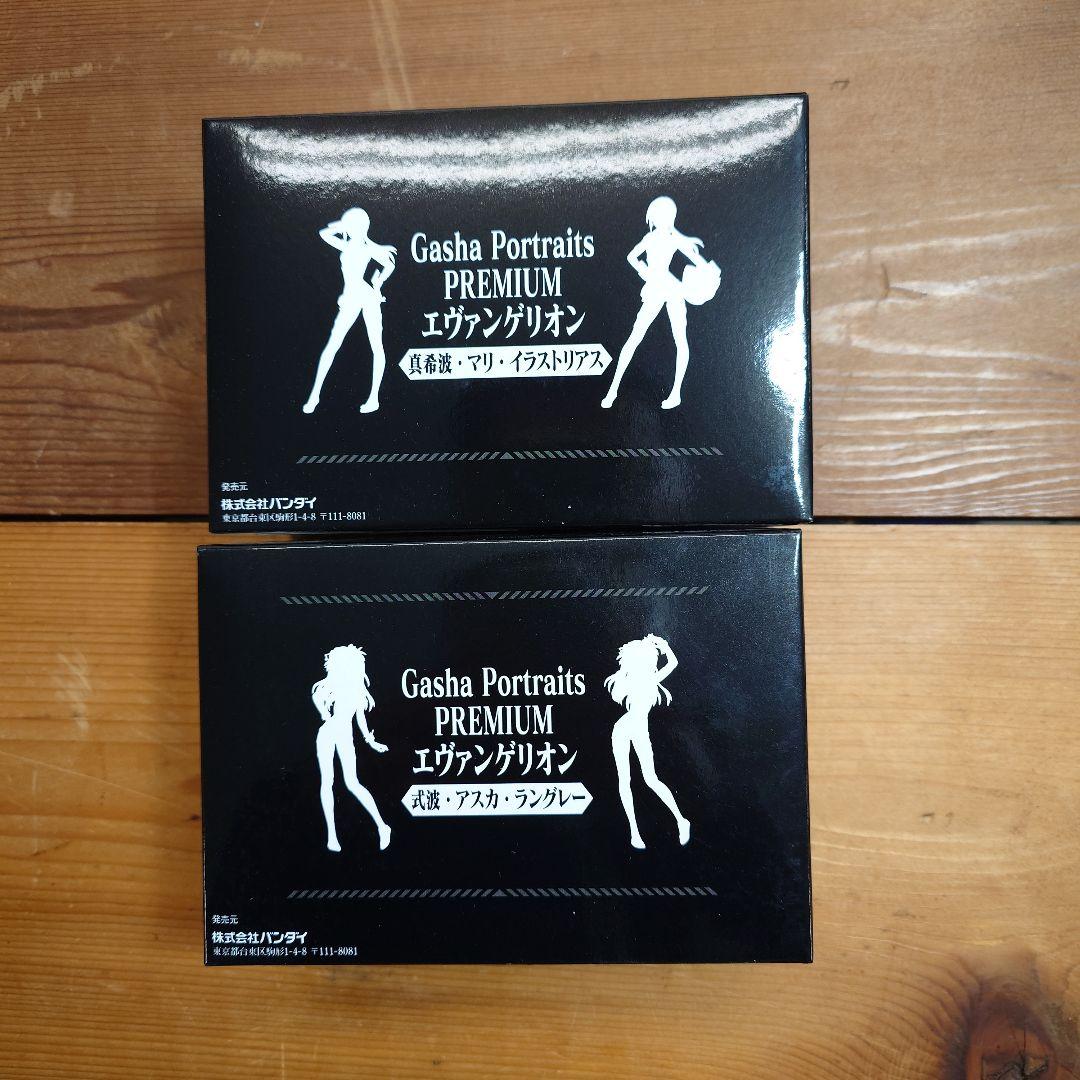 Gasha Portraits
PREMIUM
エヴァンゲリオン
真希波・マリ・イラストリアス
発売元
株式会社バンダイ
東京都台東区駒形1-4-8 〒111-8081
Gasha Portraits
PREMIUM
エヴァンゲリオン
式波・アスカ・ラングレー
発売元
株式会社バンダイ
東京都台東区駒形1-4-8 〒111-8081